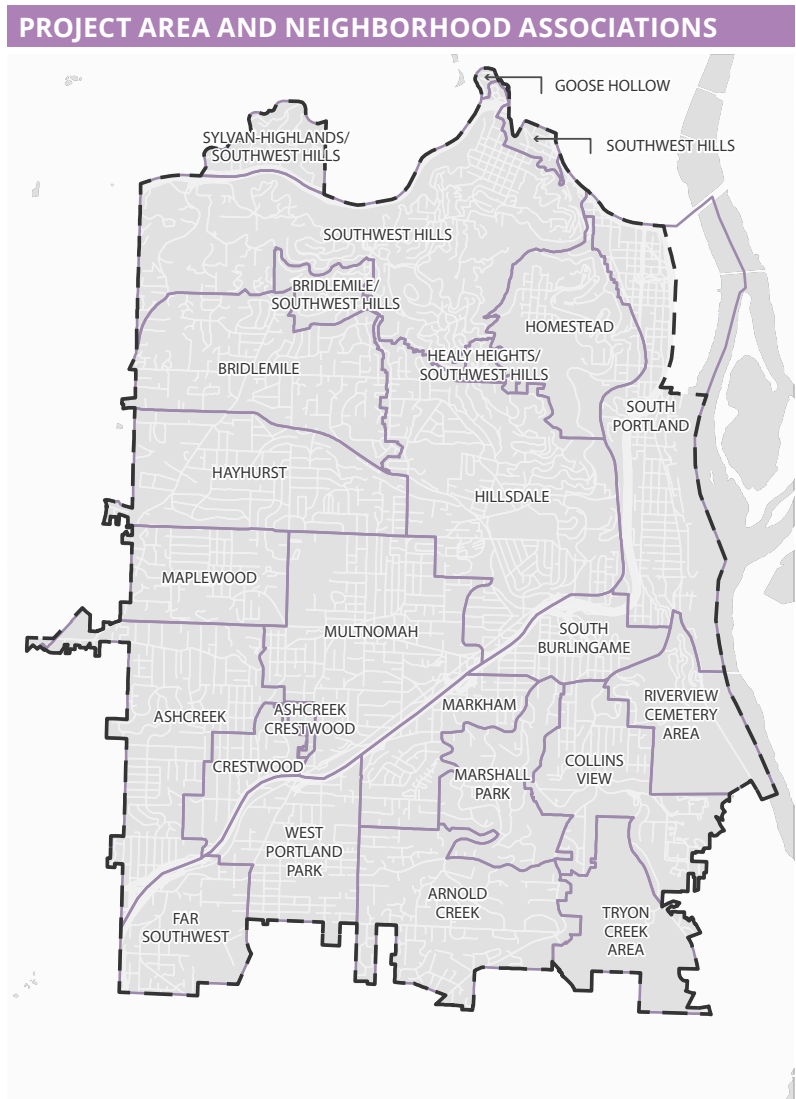 PROJECT AREA AND NEIGHBORHOOD ASSOCIATIONS
GOOSE HOLLOW
SYLVAN-HIGHLANDS/
SOUTHWEST HILLS
SOUTHWEST HILLS
SOUTHWEST HILLS
BRIDLEMILE/
SOUTHWEST HILLS
HOMESTEAD
BRIDLEMILE
HEALY HEIGHTS/
SOUTHWEST HILLS
SOUTH
PORTLAND
HAYHURST
HILLSDALE
MAPLEWOOD
MULTNOMAH
SOUTH
BURLINGAME
ASHCREEK
ASHCREEK
CRESTWOOD
MARKHAM
RIVERVIEW
CEMETERY
AREA
CRESTWOOD
MARSHALL
PARK
COLLINS
VIEW
WEST
PORTLAND
PARK
ARNOLD
CREEK
FAR
SOUTHWEST
TRYON
CREEK
AREA